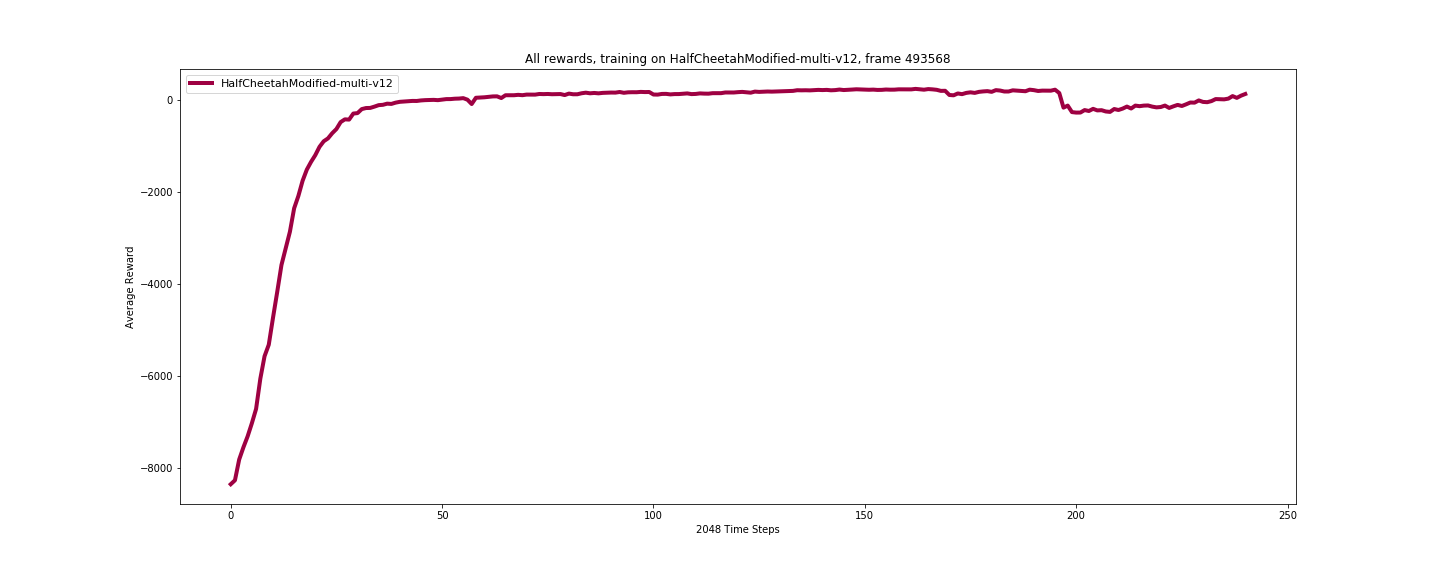 All rewards, training on HalfCheetahModified-multi-v12, frame 493568
HalfCheetahModified-multi-v12
0
−2000
−4000
−6000
−8000
Average Reward
0 50 100 150 200 250
2048 Time Steps